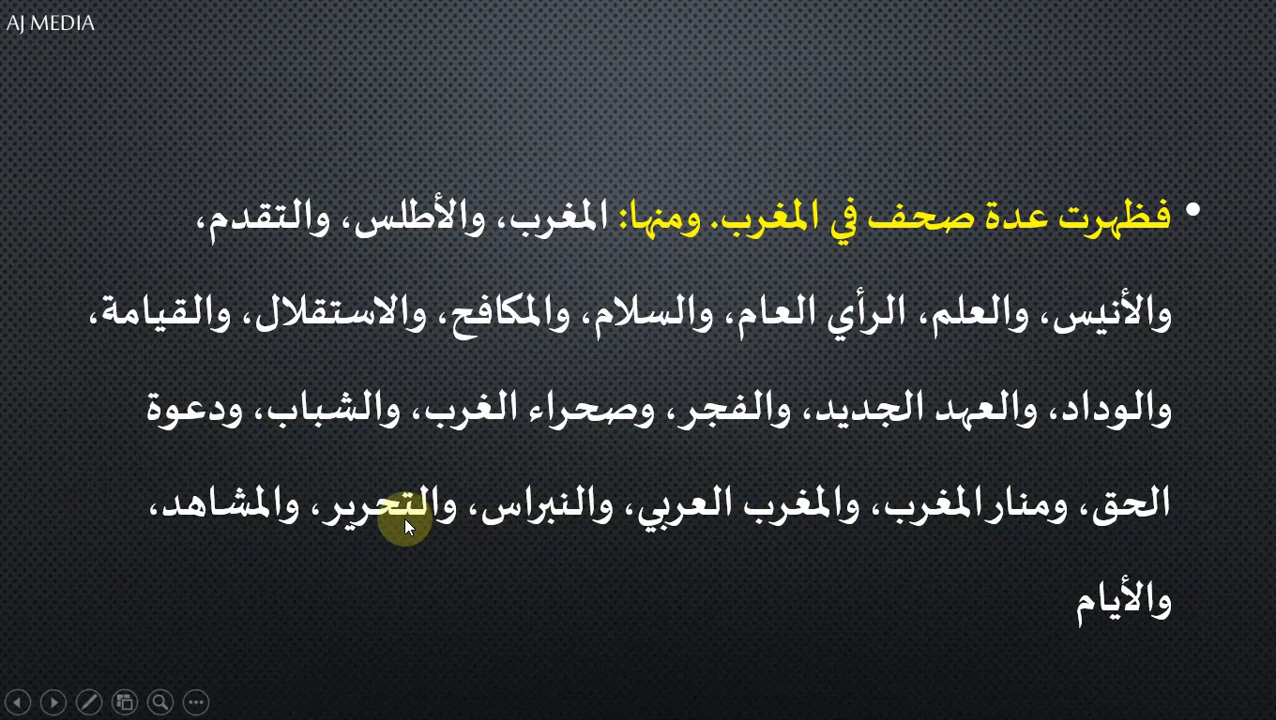 AJ MEDIA
• فظهرت عدة صحف في المغرب. ومنها: المغرب، والأطلس، والتقدم،
والأنيس، والعلم، الرأي العام، والسلام، والمكافح، والاستقلال، والقيامة،
والوداد، والعهد الجديد، والفجر، وصحراء الغرب، والشباب، ودعوة
الحق، ومنار المغرب، والمغرب العربي، والنبراس، والتحرير، والمشاهد،
والأيام